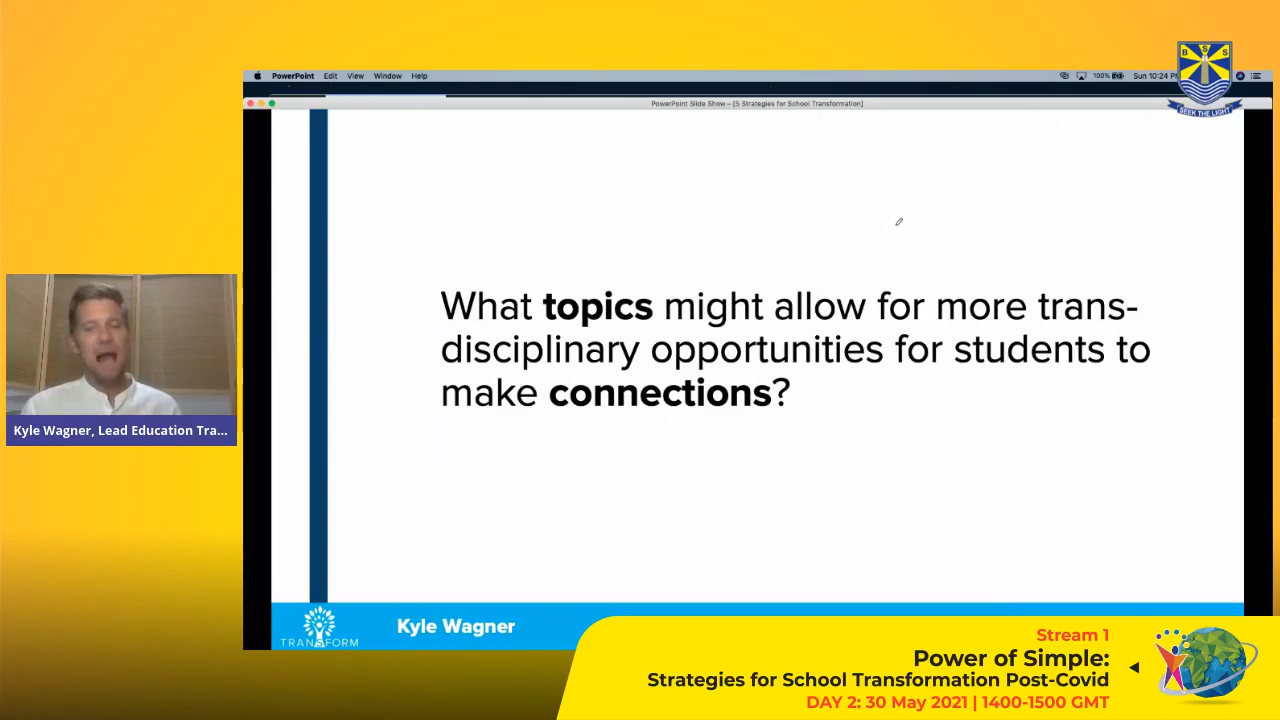 PowerPoint Edit View Window Help
100% Sun 10:24 PM
PowerPoint Slide Show – [5 Strategies for School Transformation]
B S S
SEEK THE LIGHT
What topics might allow for more trans-
disciplinary opportunities for students to
make connections?
Kyle Wagner, Lead Education Tra...
TRANSFORM
Kyle Wagner
Stream 1
Power of Simple:
Strategies for School Transformation Post-Covid
DAY 2: 30 May 2021 | 1400-1500 GMT